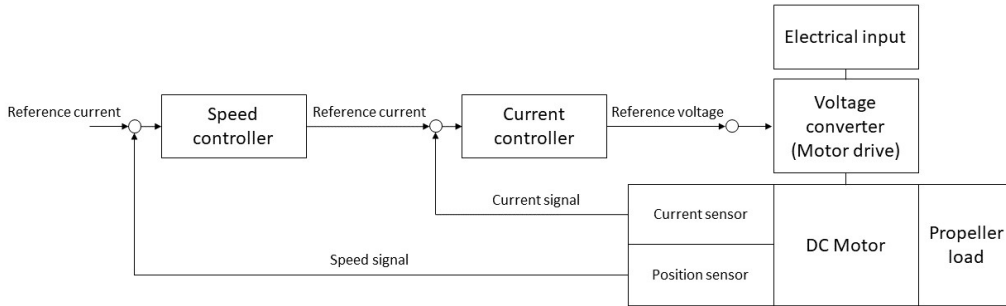 Electrical input
Reference current
Speed
controller
Reference current
Current
controller
Reference voltage
Voltage
converter
(Motor drive)
Current signal
Current sensor
DC Motor
Propeller
load
Speed signal
Position sensor